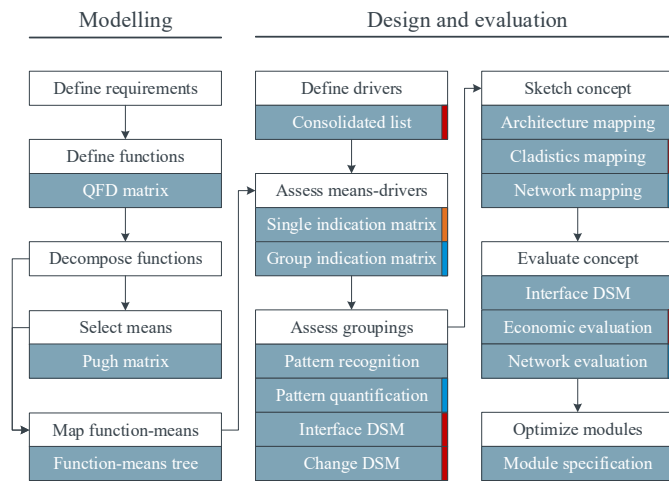 Modelling
Design and evaluation
Define requirements
Define functions
QFD matrix
Decompose functions
Select means
Pugh matrix
Map function-means
Function-means tree
Define drivers
Consolidated list
Assess means-drivers
Single indication matrix
Group indication matrix
Assess groupings
Pattern recognition
Pattern quantification
Interface DSM
Change DSM
Sketch concept
Architecture mapping
Cladistics mapping
Network mapping
Evaluate concept
Interface DSM
Economic evaluation
Network evaluation
Optimize modules
Module specification